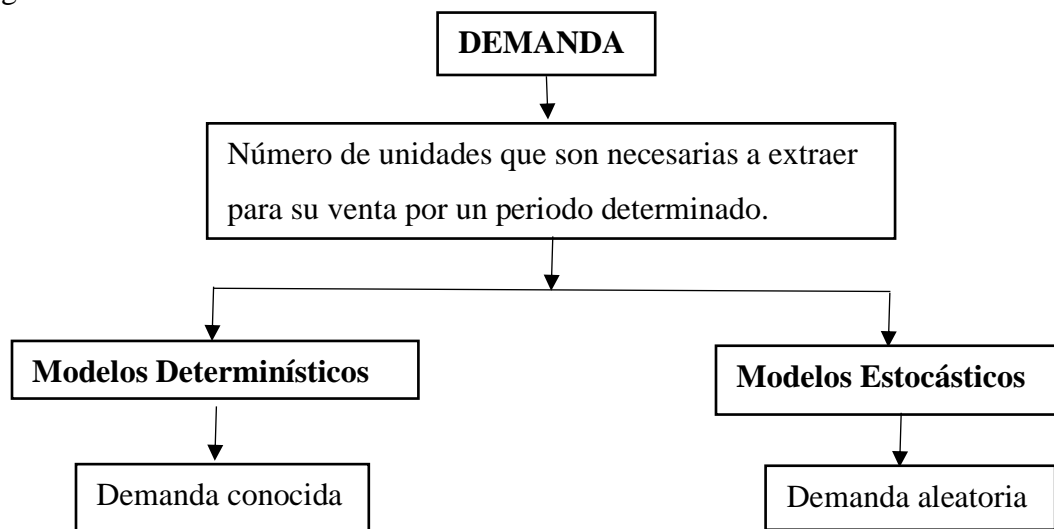 DEMANDA
Número de unidades que son necesarias a extraer
para su venta por un periodo determinado.
Modelos Determinísticos
Modelos Estocásticos
Demanda conocida
Demanda aleatoria